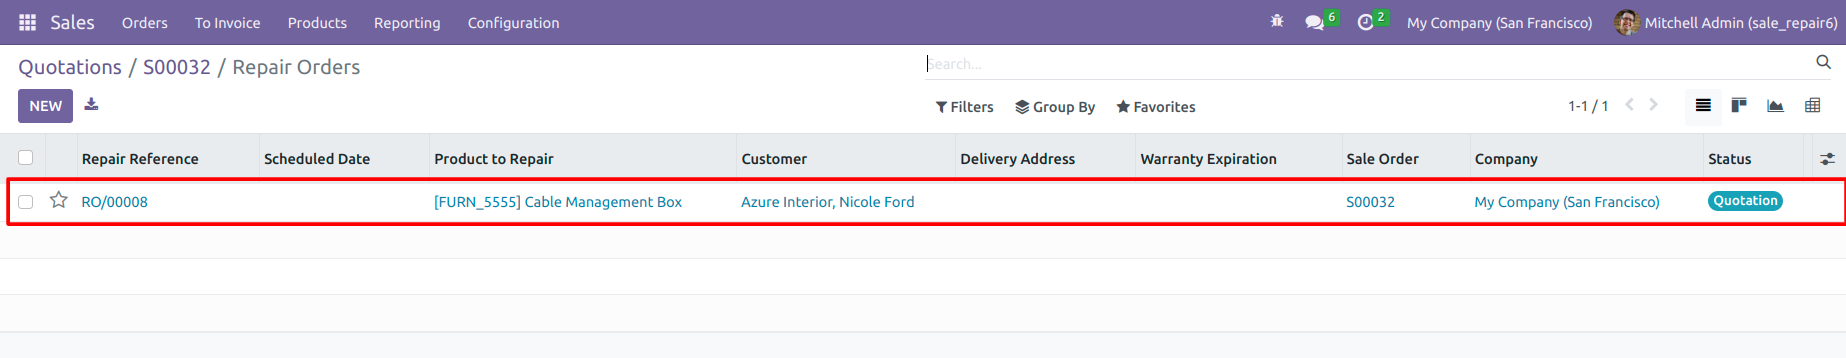 Sales Orders To Invoice Products Reporting Configuration 6 2 My Company (San Francisco) Mitchell Admin (sale_repair6)
Quotations / S00032 / Repair Orders Search...
NEW Filters Group By Favorites 1-1 / 1
Repair Reference Scheduled Date Product to Repair Customer Delivery Address Warranty Expiration Sale Order Company Status
RO/00008 [FURN_5555] Cable Management Box Azure Interior, Nicole Ford S00032 My Company (San Francisco) Quotation